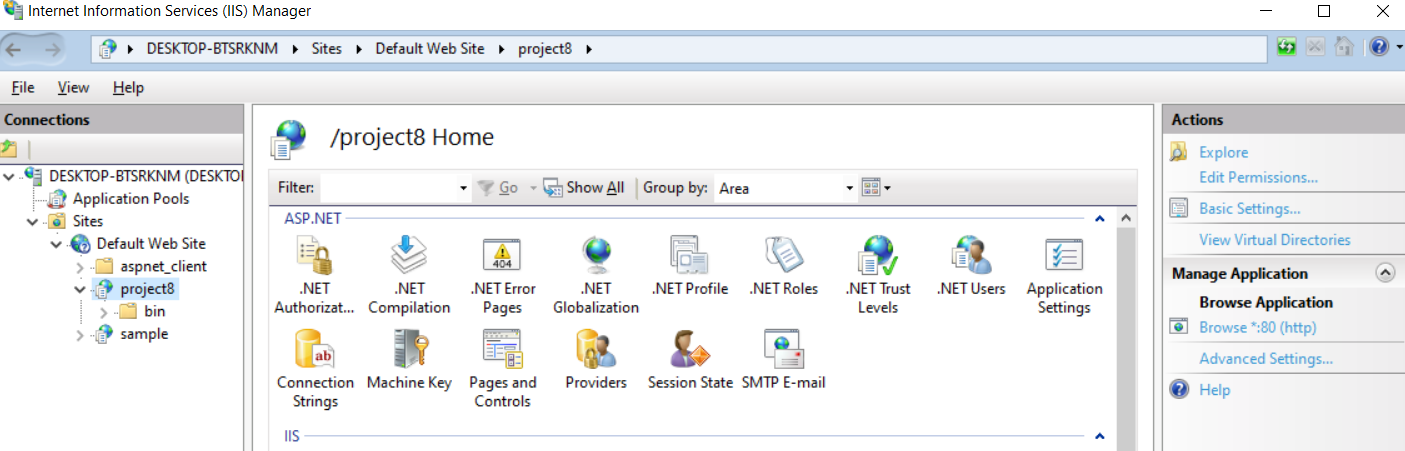 Internet Information Services (IIS) Manager
DESKTOP-BTSRKNM
Sites
Default Web Site
project8
File
View
Help
Connections
DESKTOP-BTSRKNM (DESKTO
Application Pools
Sites
Default Web Site
aspnet_client
project8
bin
sample
/project8 Home
Filter:
Go
Show All
Group by:
Area
ASP.NET
.NET
Authorizat...
.NET
Compilation
404
.NET Error
Pages
.NET
Globalization
.NET Profile
.NET Roles
.NET Trust
Levels
.NET Users
Application
Settings
ab
Connection
Strings
Machine Key
Pages and
Controls
Providers
Session State
SMTP E-mail
IIS
Actions
Explore
Edit Permissions...
Basic Settings...
View Virtual Directories
Manage Application
Browse Application
Browse *:80 (http)
Advanced Settings...
Help